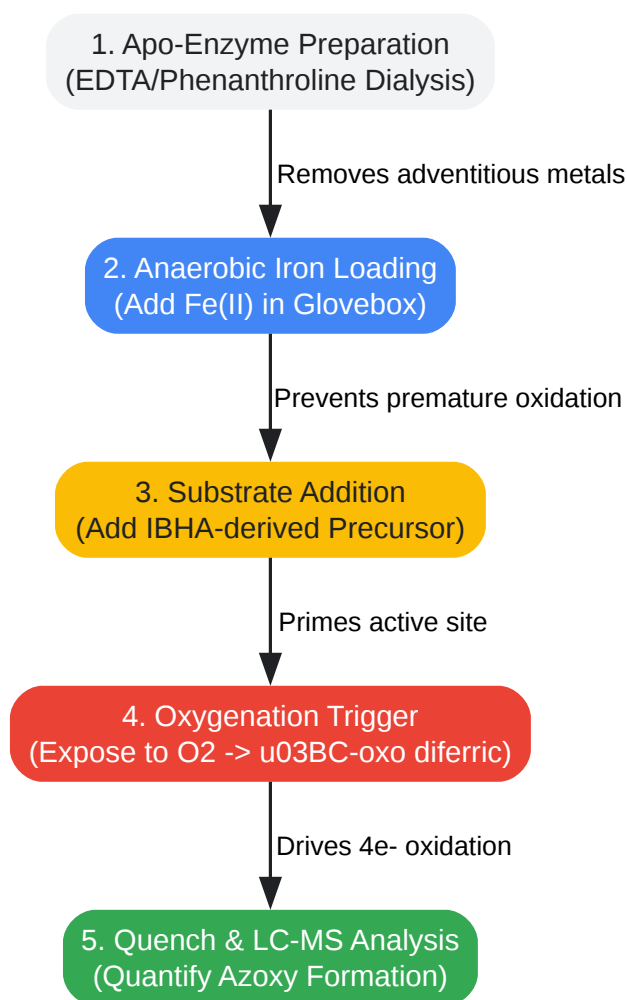 1. Apo-Enzyme Preparation
(EDTA/Phenanthroline Dialysis)
Removes adventitious metals
2. Anaerobic Iron Loading
(Add Fe(II) in Glovebox)
Prevents premature oxidation
3. Substrate Addition
(Add IBHA-derived Precursor)
Primes active site
4. Oxygenation Trigger
(Expose to O2 -> u03BC-oxo diferric)
Drives 4e- oxidation
5. Quench & LC-MS Analysis
(Quantify Azoxy Formation)